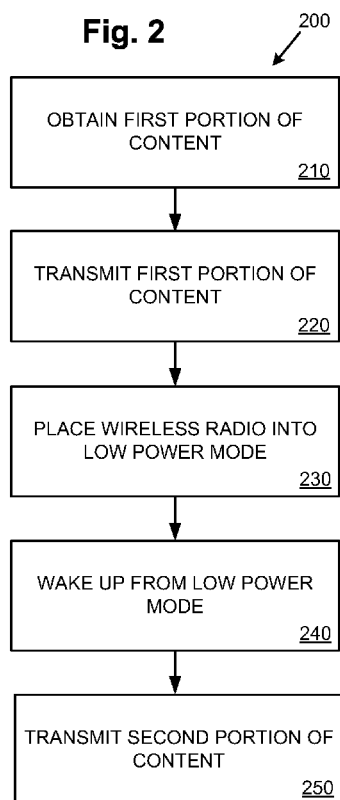 Fig. 2
200
OBTAIN FIRST PORTION OF
CONTENT
210
TRANSMIT FIRST PORTION OF
CONTENT
220
PLACE WIRELESS RADIO INTO
LOW POWER MODE
230
WAKE UP FROM LOW POWER
MODE
240
TRANSMIT SECOND PORTION OF
CONTENT
250